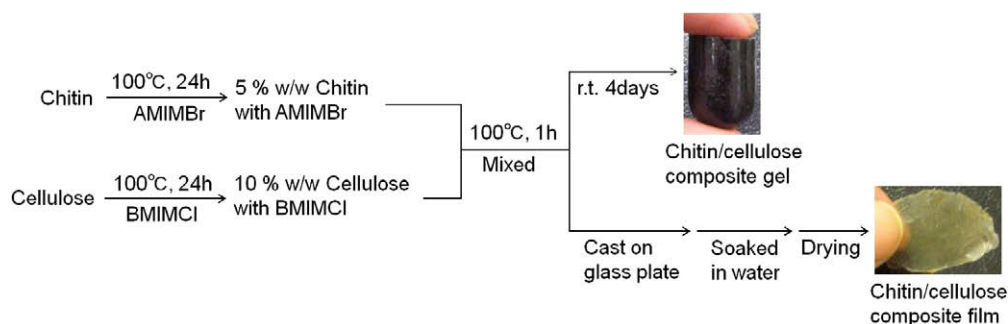 Chitin
100℃, 24h
AMIMBr
5 % w/w Chitin
with AMIMBr
Cellulose
100℃, 24h
BMIMCl
10 % w/w Cellulose
with BMIMCl
100℃, 1h
Mixed
r.t. 4days
Chitin/cellulose
composite gel
Cast on
glass plate
Soaked
in water
Drying
Chitin/cellulose
composite film